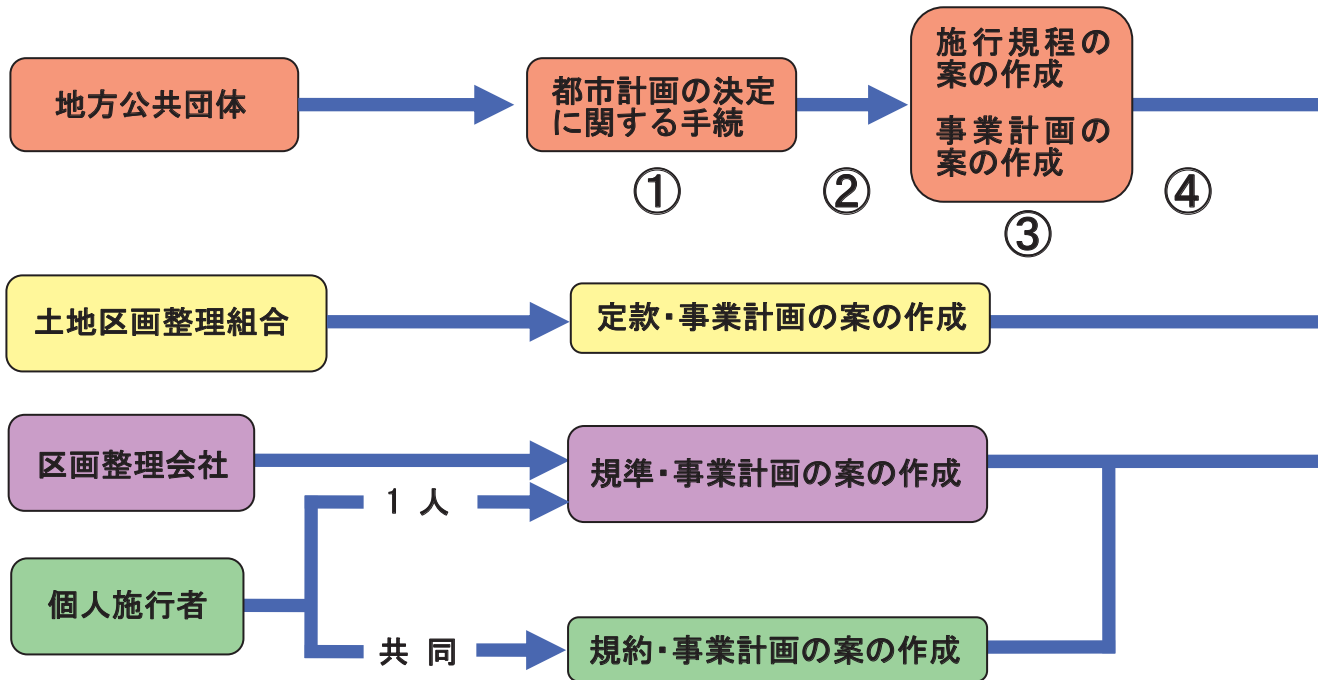 地方公共団体
都市計画の決定
に関する手続
①
②
施行規程の
案の作成
事業計画の
案の作成
③
④
土地区画整理組合
定款・事業計画の案の作成
区画整理会社
規準・事業計画の案の作成
1 人
個人施行者
共 同
規約・事業計画の案の作成